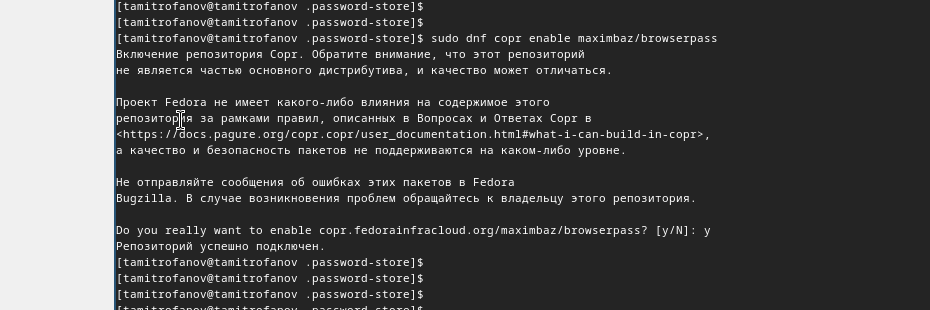 [tamitrofanov@tamitrofanov .password-store]$
[tamitrofanov@tamitrofanov .password-store]$
[tamitrofanov@tamitrofanov .password-store]$ sudo dnf copr enable maximbaz/browserpass
Включение репозитория Copr. Обратите внимание, что этот репозиторий
не является частью основного дистрибутива, и качество может отличаться.
Проект Fedora не имеет какого-либо влияния на содержимое этого
репозитория за рамками правил, описанных в Вопросах и Ответах Copr в
<https://docs.pagure.org/copr.copr/user_documentation.html#what-i-can-build-in-copr>,
а качество и безопасность пакетов не поддерживаются на каком-либо уровне.
Не отправляйте сообщения об ошибках этих пакетов в Fedora
Bugzilla. В случае возникновения проблем обращайтесь к владельцу этого репозитория.
Do you really want to enable copr.fedorainfracloud.org/maximbaz/browserpass? [y/N]: y
Репозиторий успешно подключен.
[tamitrofanov@tamitrofanov .password-store]$
[tamitrofanov@tamitrofanov .password-store]$
[tamitrofanov@tamitrofanov .password-store]$